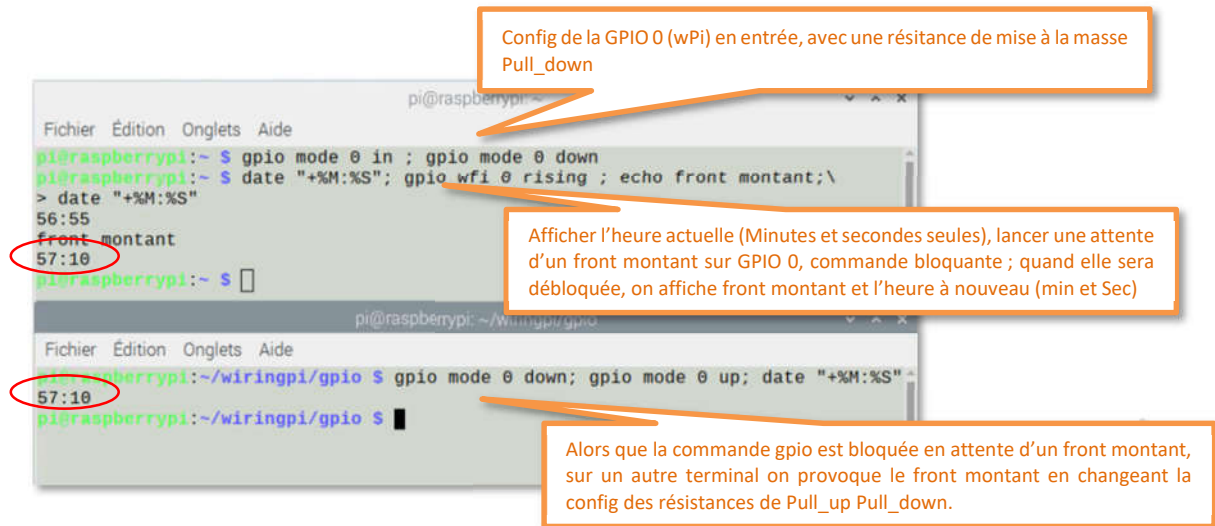 Config de la GPIO 0 (wPi) en entrée, avec une résitance de mise à la masse
Pull_down
pi@raspberrypi: ~
Fichier Édition Onglets Aide
pi@raspberrypi:~ $ gpio mode 0 in ; gpio mode 0 down
pi@raspberrypi:~ $ date "+%M:%S"; gpio wfi 0 rising ; echo front montant;\
> date "+%M:%S"
56:55
front montant
57:10
pi@raspberrypi:~ $
Afficher l'heure actuelle (Minutes et secondes seules), lancer une attente
d'un front montant sur GPIO 0, commande bloquante ; quand elle sera
débloquée, on affiche front montant et l'heure à nouveau (min et Sec)
pi@raspberrypi: ~/wiringpi/gpio
Fichier Édition Onglets Aide
pi@raspberrypi:~/wiringpi/gpio $ gpio mode 0 down; gpio mode 0 up; date "+%M:%S"
57:10
pi@raspberrypi:~/wiringpi/gpio $
Alors que la commande gpio est bloquée en attente d'un front montant,
sur un autre terminal on provoque le front montant en changeant la
config des résistances de Pull_up Pull_down.